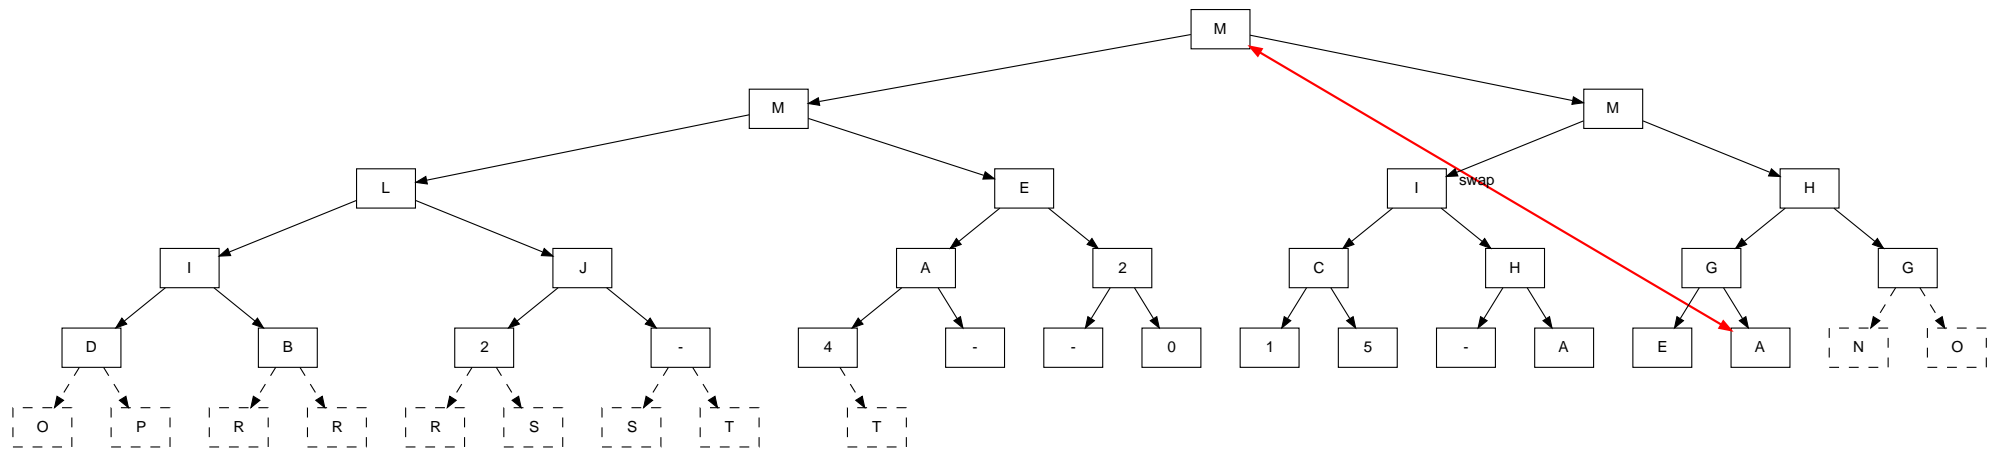 M
M M
L E I H
swap
I J A 2 C H G G
D B 2 - 4 - - 0 1 5 - A E A N O
O P R R R S S T T